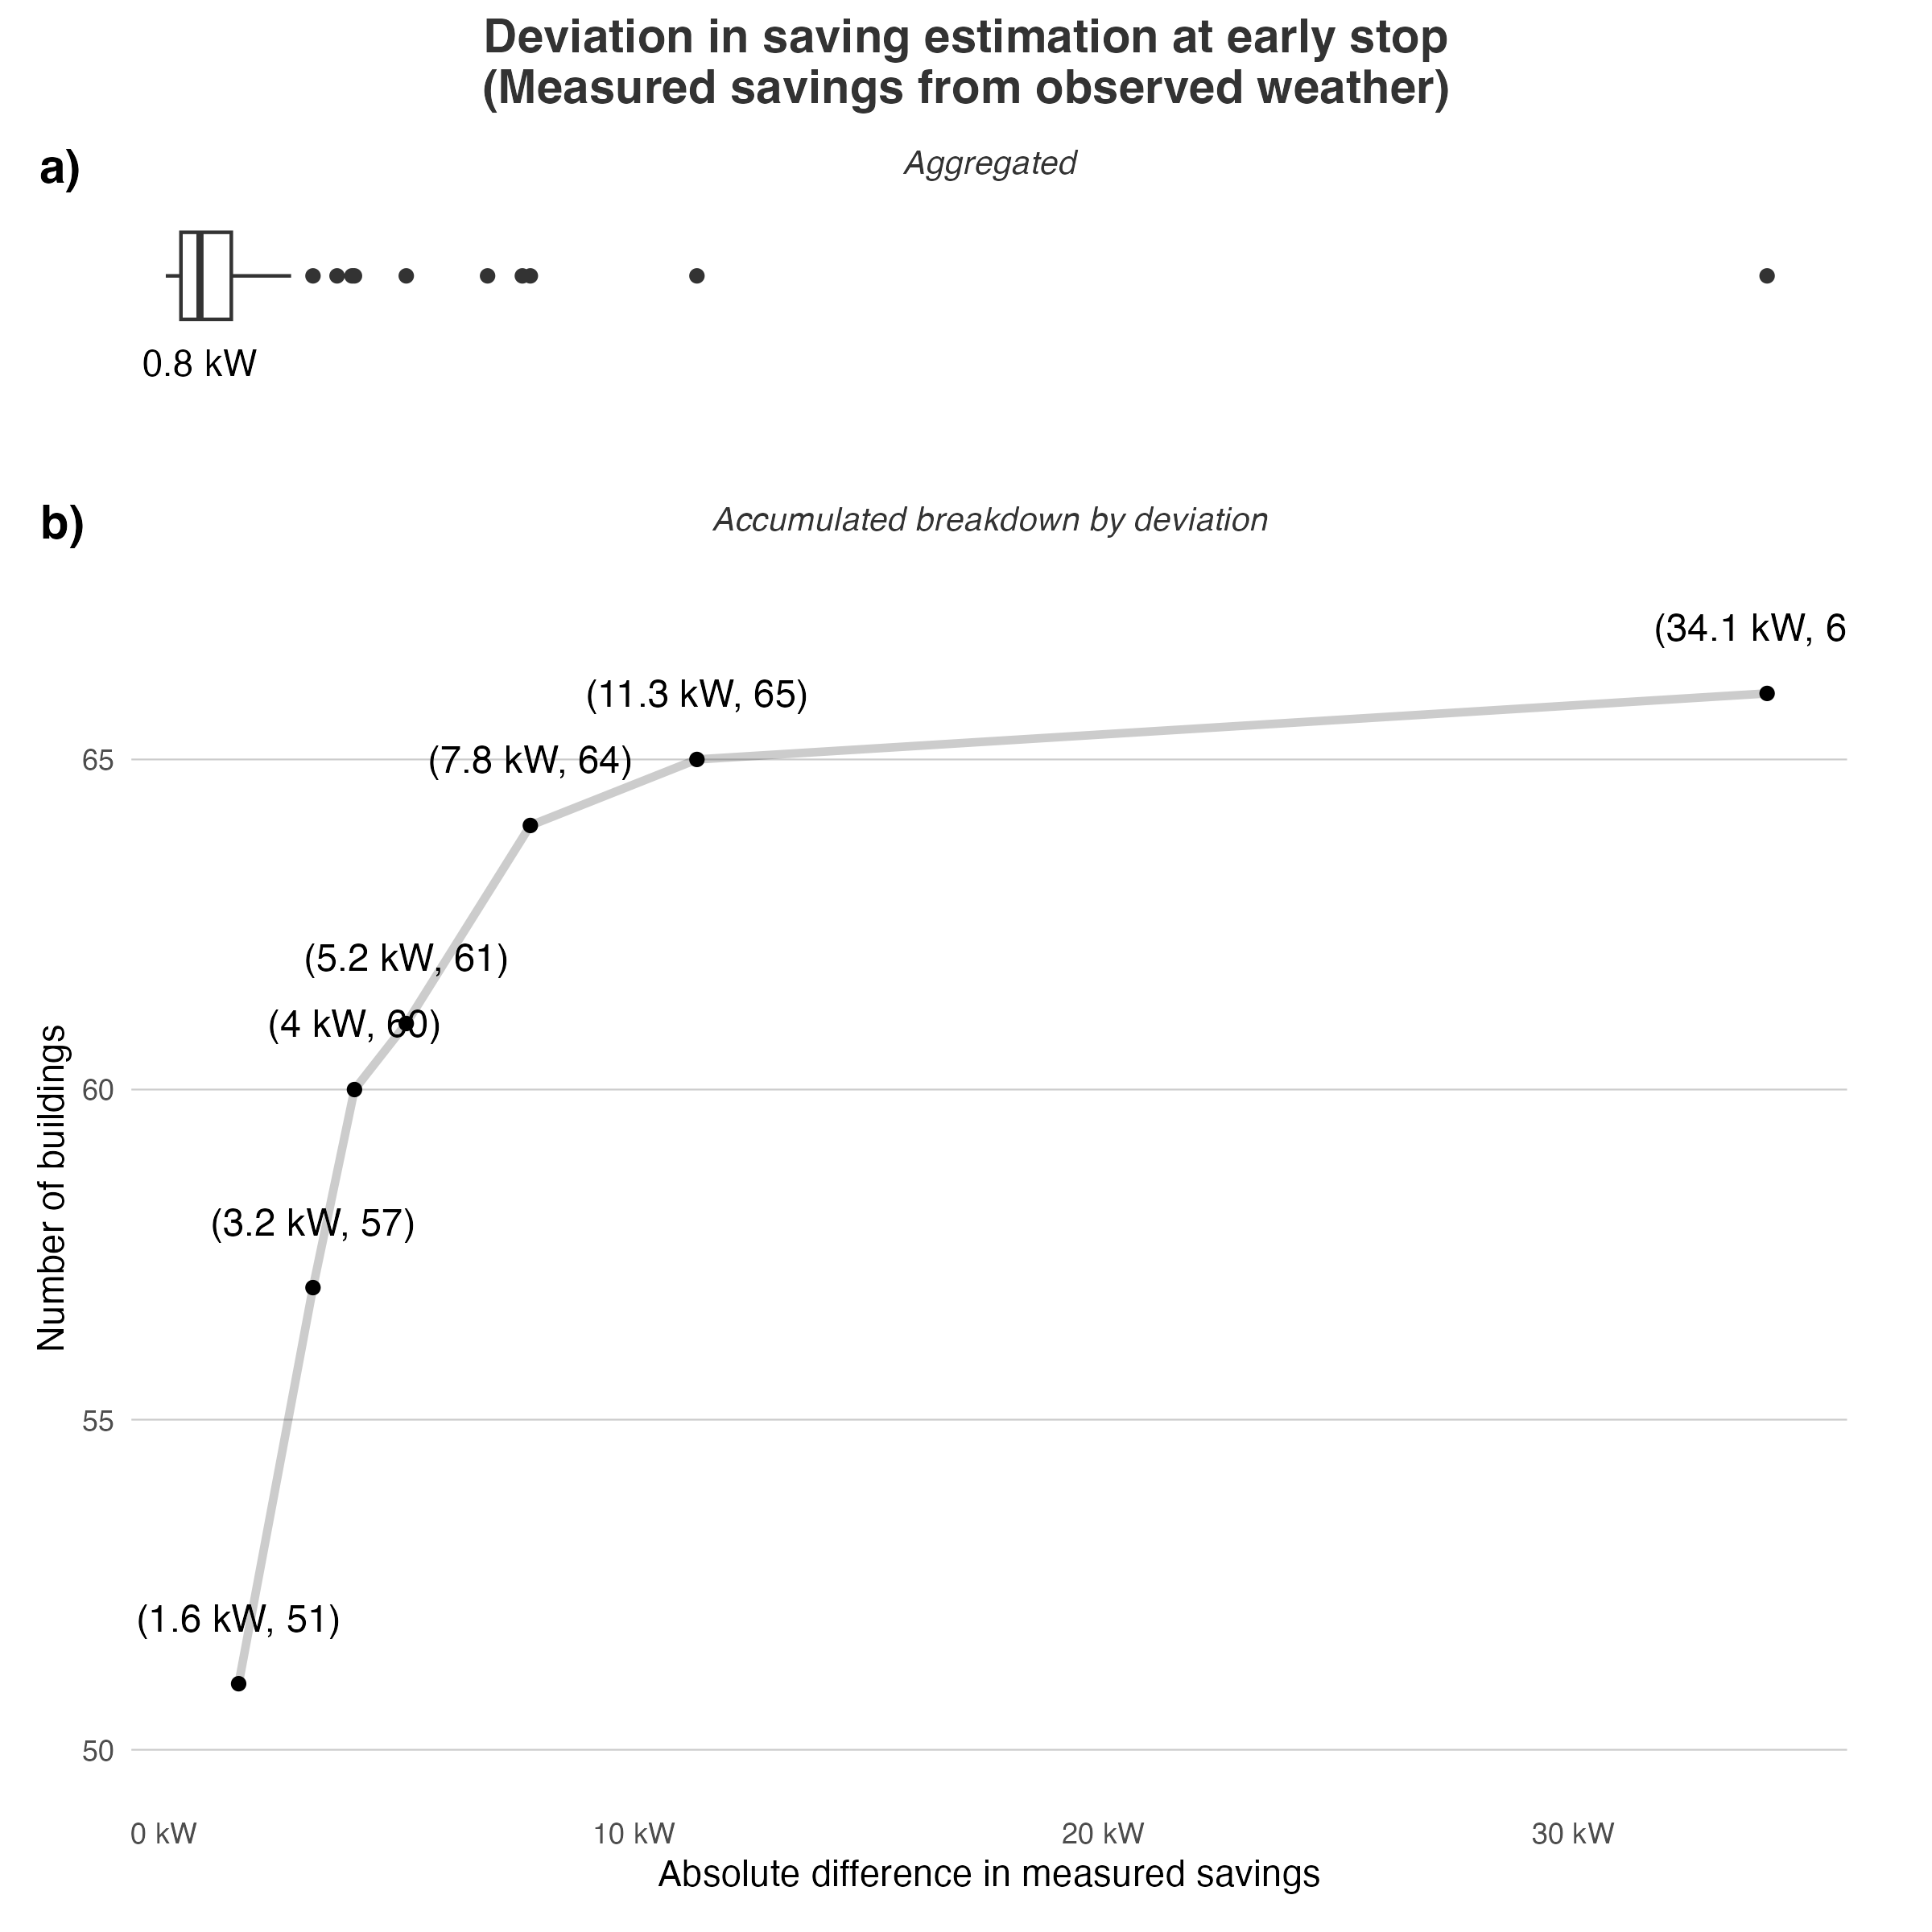 Deviation in saving estimation at early stop
(Measured savings from observed weather)
a)
Aggregated
0.8 kW
b)
Accumulated breakdown by deviation
(34.1 kW, 6
(11.3 kW, 65)
(7.8 kW, 64)
65
(5.2 kW, 61)
(4 kW, 60)
60
(3.2 kW, 57)
55
(1.6 kW, 51)
50
Number of buildings
0 kW
10 kW
20 kW
30 kW
Absolute difference in measured savings